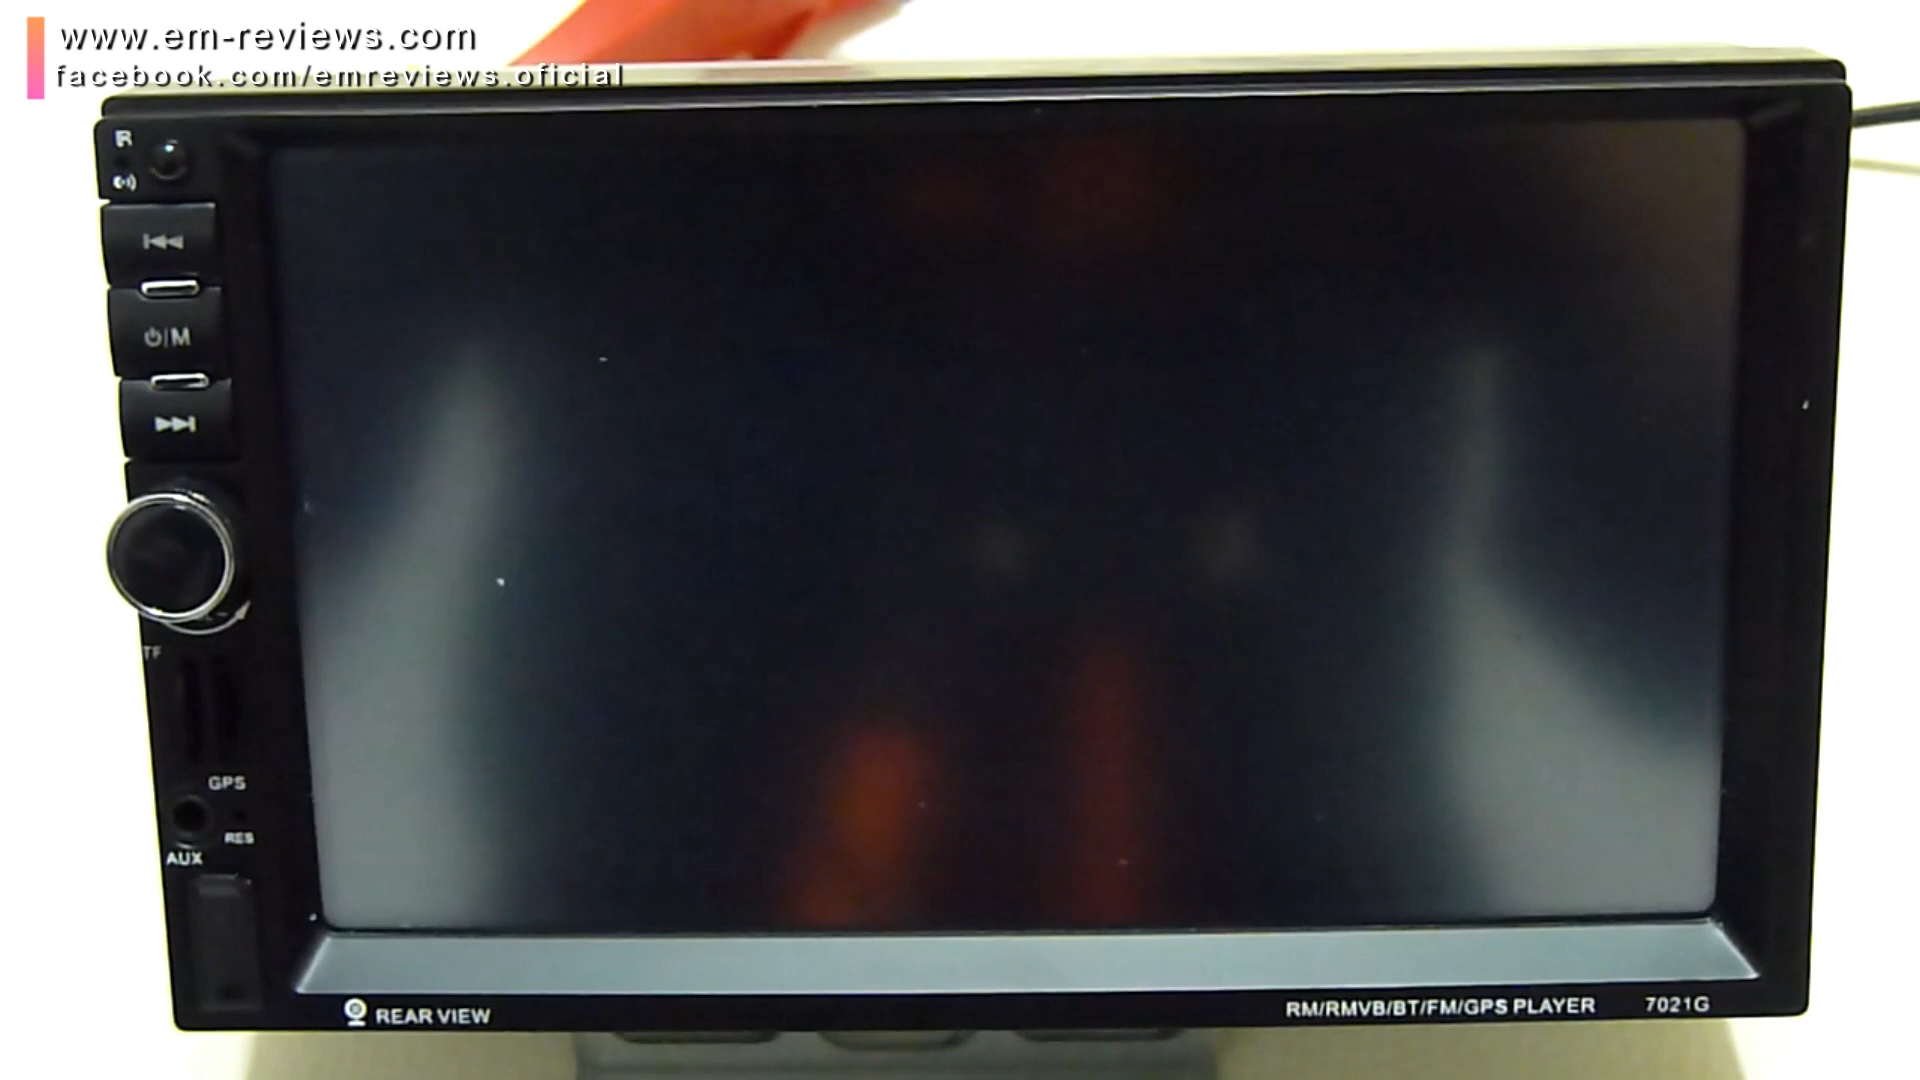 www.em-reviews.com
facebook.com/emreviews.oficial
IR
M
TF
GPS
RES
AUX
REAR VIEW
RM/RMVB/BT/FM/GPS PLAYER 7021G